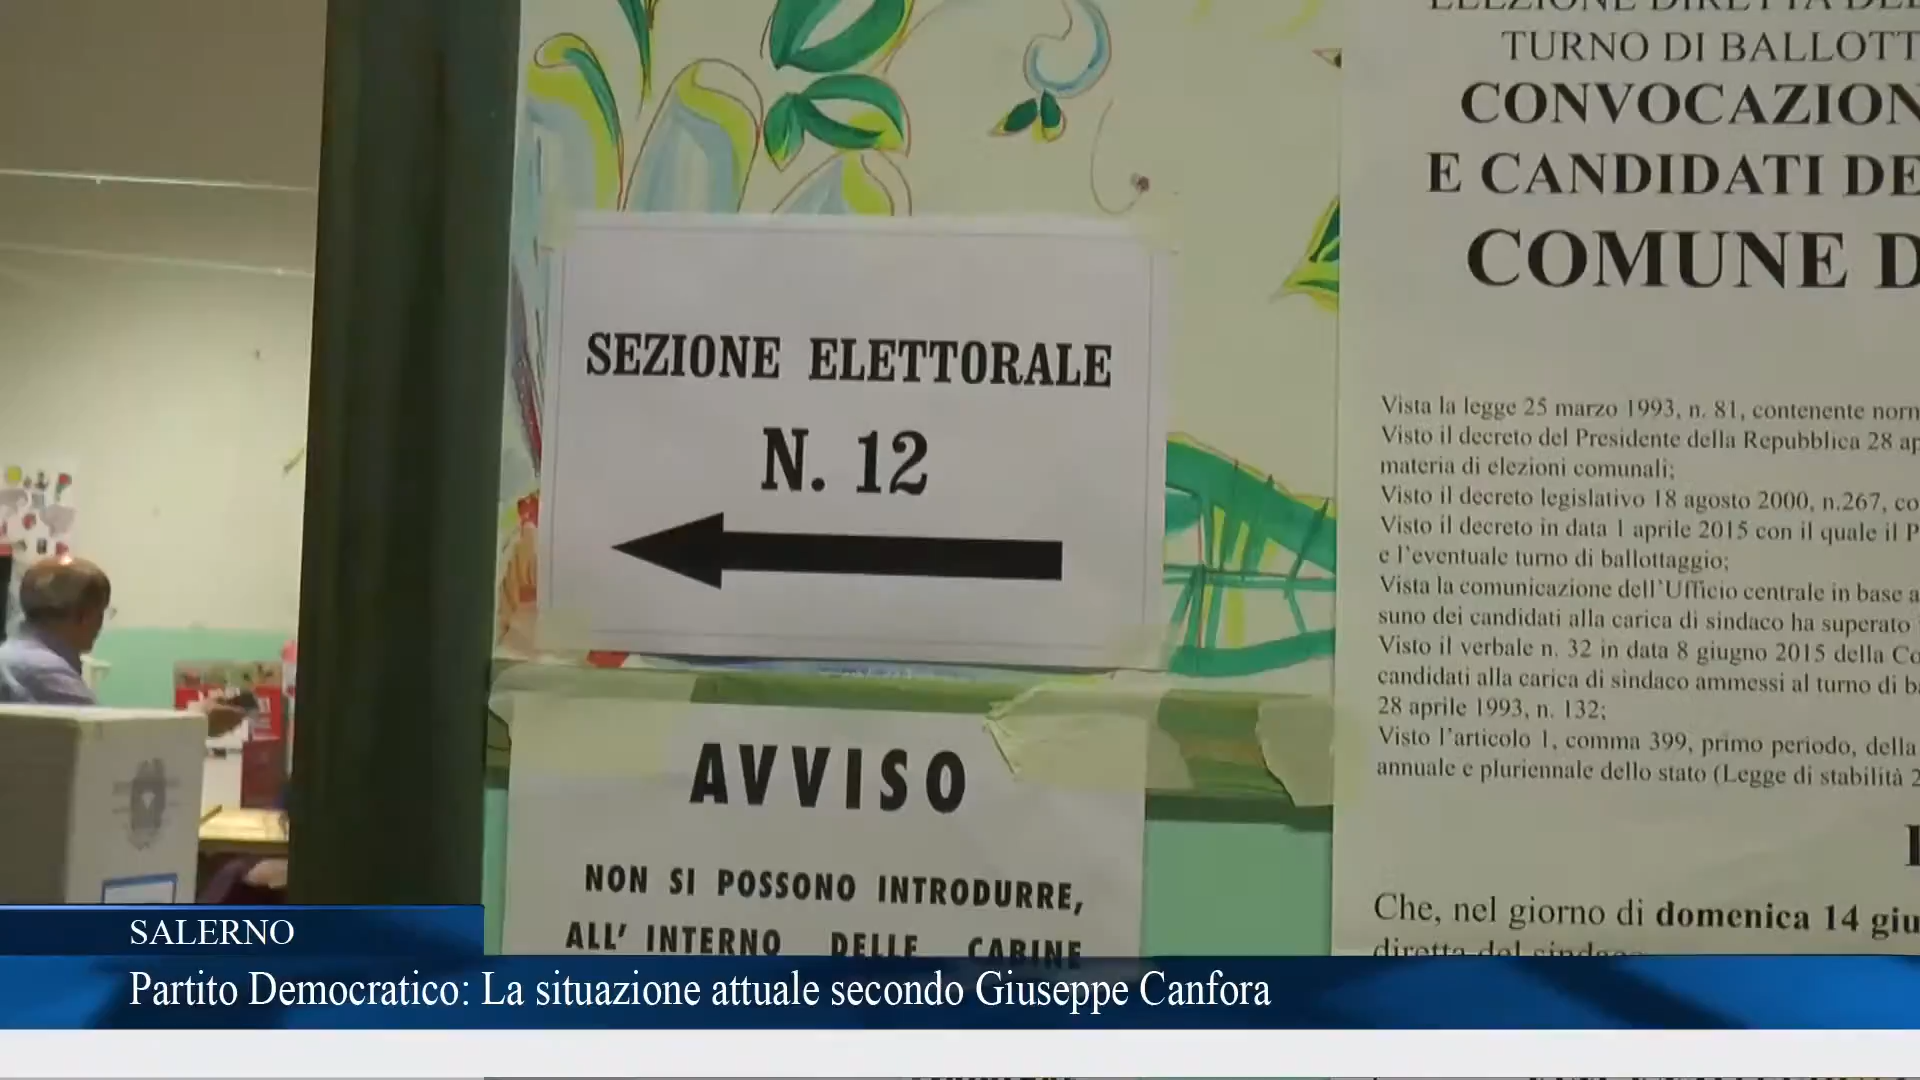 SEZIONE ELETTORALE
N. 12
AVVISO
NON SI POSSONO INTRODURRE,
ALL' INTERNO DELLE CABINE
TURNO DI
CONVOCAZION
E CANDIDATI DE
COMUNE D
Vista la legge 25 marzo 1993, n. 81, contenente norn
Visto il decreto del Presidente della Repubblica 28 ap
materia di elezioni comunali;
Visto il decreto legislativo 18 agosto 2000, n.267, co
Visto il decreto in data 1 aprile 2015 con il quale il P
e l'eventuale turno di ballottaggio;
Vista la comunicazione dell'Ufficio centrale in base a
suno dei candidati alla carica di sindaco ha superato
Visto il verbale n. 32 in data 8 giugno 2015 della Co
candidati alla carica di sindaco ammessi al turno di ba
28 aprile 1993, n. 132;
Visto l'articolo 1, comma 399, primo periodo, della
annuale e pluriennale dello stato (Legge di stabilità 2
Che, nel giorno di domenica 14 giu
SALERNO
Partito Democratico: La situazione attuale secondo Giuseppe Canfora